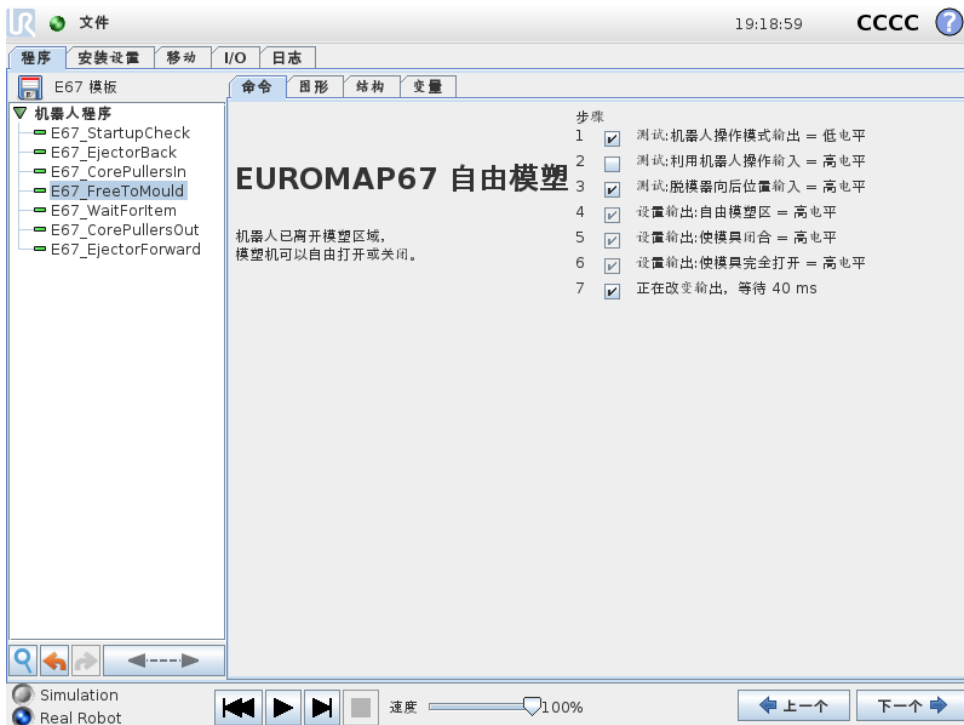 UR 文件 19:18:59 CCCC ?
程序 安装设置 移动 I/O 日志
E67 模板
命令 图形 结构 变量
机器人程序
E67_StartupCheck
E67_EjectorBack
E67_CorePullersIn
E67_FreeToMould
E67_WaitForItem
E67_CorePullersOut
E67_EjectorForward
EUROMAP67 自由模塑
机器人已离开模塑区域,
模塑机可以自由打开或关闭。
步骤
1 测试:机器人操作模式输出 = 低电平
2 测试:利用机器人操作输入 = 高电平
3 测试:脱模器向后位置输入 = 高电平
4 设置输出:自由模塑区 = 高电平
5 设置输出:使模具闭合 = 高电平
6 设置输出:使模具完全打开 = 高电平
7 正在改变输出，等待 40 ms
Simulation
Real Robot
速度 100%
上一个 下一个